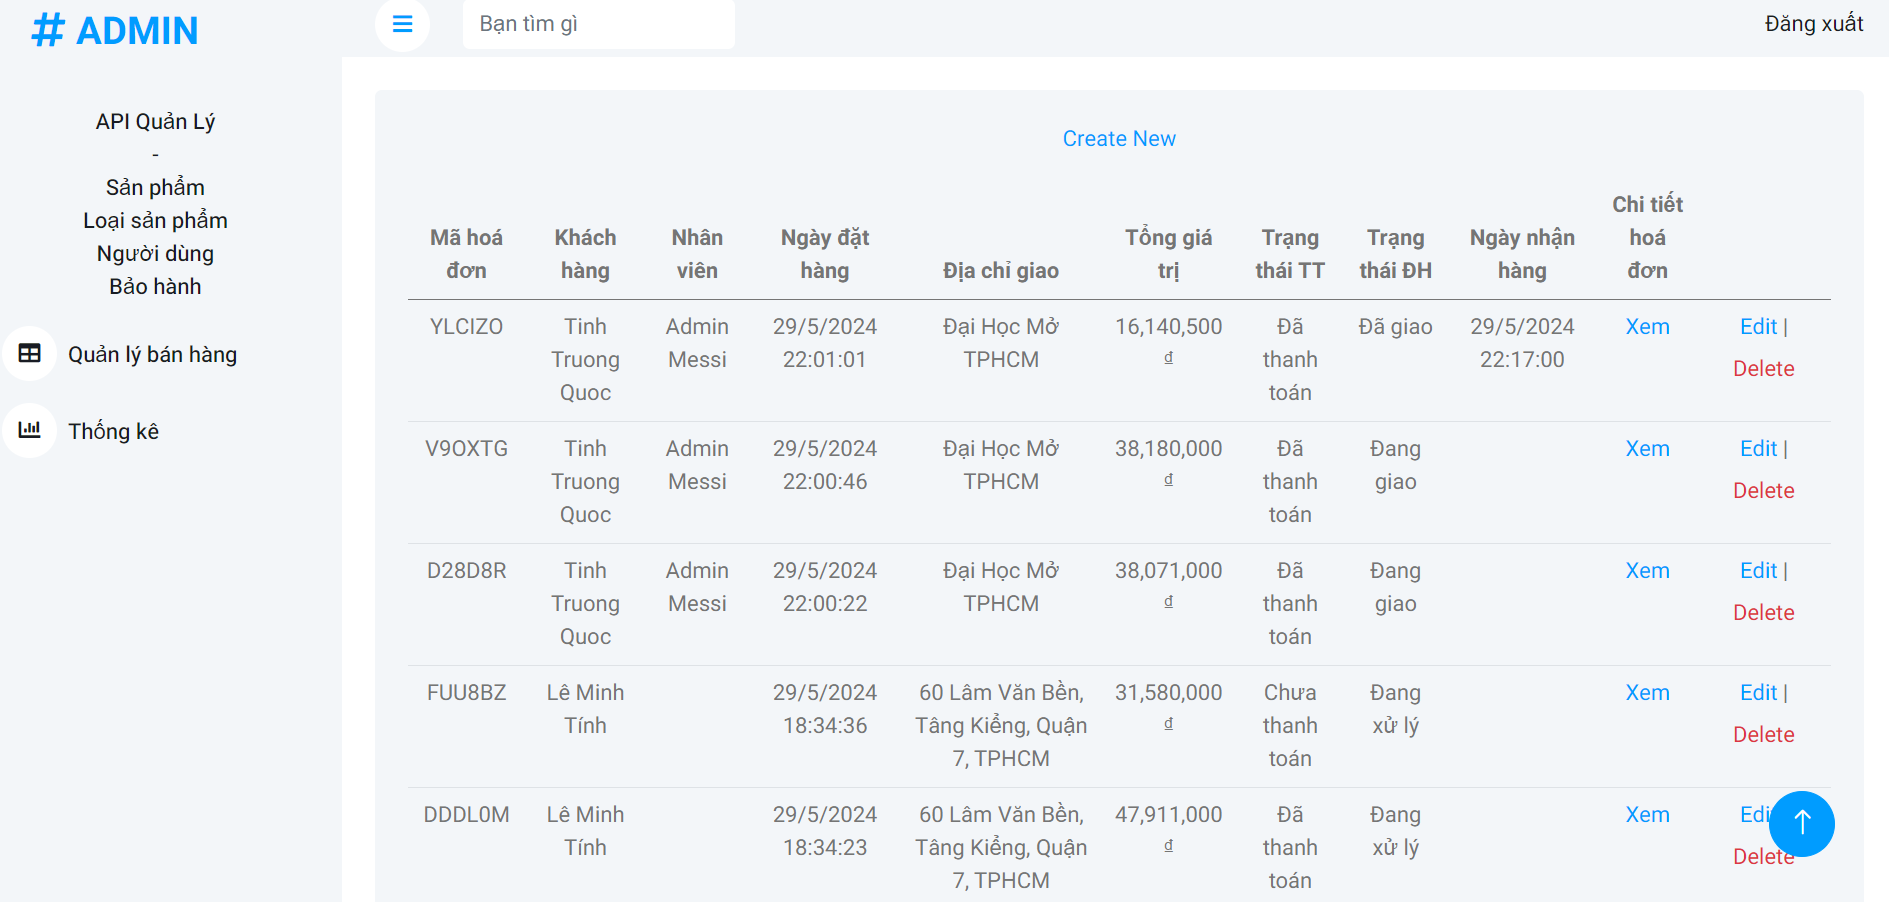 # ADMIN
Bạn tìm gì
Đăng xuất
API Quản Lý
-
Sản phẩm
Loại sản phẩm
Người dùng
Bảo hành
Quản lý bán hàng
Thống kê
Create New
Mã hoá đơn Khách hàng Nhân viên Ngày đặt hàng Địa chỉ giao Tổng giá trị Trạng thái TT Trạng thái ĐH Ngày nhận hàng Chi tiết hoá đơn
YLCIZO Tinh Truong Quoc Admin Messi 29/5/2024 22:01:01 Đại Học Mở TPHCM 16,140,500 ₫ Đã thanh toán Đã giao 29/5/2024 22:17:00 Xem Edit | Delete
V9OXTG Tinh Truong Quoc Admin Messi 29/5/2024 22:00:46 Đại Học Mở TPHCM 38,180,000 ₫ Đã thanh toán Đang giao Xem Edit | Delete
D28D8R Tinh Truong Quoc Admin Messi 29/5/2024 22:00:22 Đại Học Mở TPHCM 38,071,000 ₫ Đã thanh toán Đang giao Xem Edit | Delete
FUU8BZ Lê Minh Tính 29/5/2024 18:34:36 60 Lâm Văn Bền, Tâng Kiểng, Quận 7, TPHCM 31,580,000 ₫ Chưa thanh toán Đang xử lý Xem Edit | Delete
DDDL0M Lê Minh Tính 29/5/2024 18:34:23 60 Lâm Văn Bền, Tâng Kiểng, Quận 7, TPHCM 47,911,000 ₫ Đã thanh toán Đang xử lý Xem Edit Delete